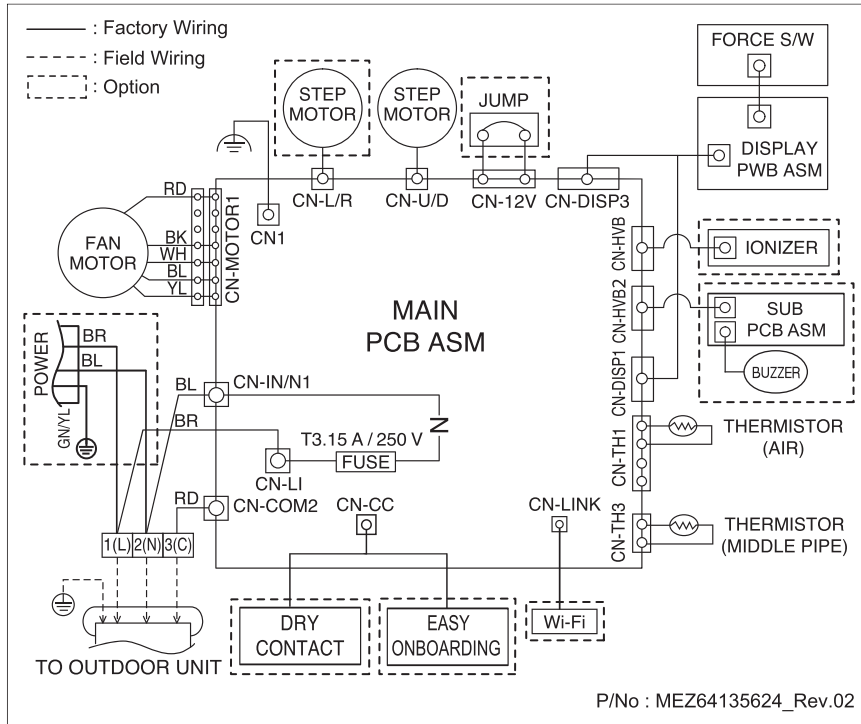 : Factory Wiring
: Field Wiring
: Option
FORCE S/W
DISPLAY
PWB ASM
STEP
MOTOR
STEP
MOTOR
JUMP
CN-L/R
CN-U/D
CN-12V
CN-DISP3
CN1
RD
BK
WH
BL
YL
FAN
MOTOR
CN-MOTOR1
CN-HVB
IONIZER
CN-HVB2
SUB
PCB ASM
BUZZER
CN-DISP1
MAIN
PCB ASM
POWER
BR
BL
GN/YL
BL
CN-IN/N1
BR
T3.15 A / 250 V
FUSE
N
CN-LI
RD
CN-COM2
CN-TH1
THERMISTOR
(AIR)
CN-TH3
THERMISTOR
(MIDDLE PIPE)
CN-CC
CN-LINK
1(L) 2(N) 3(C)
DRY
CONTACT
EASY
ONBOARDING
Wi-Fi
TO OUTDOOR UNIT
P/No : MEZ64135624_Rev.02